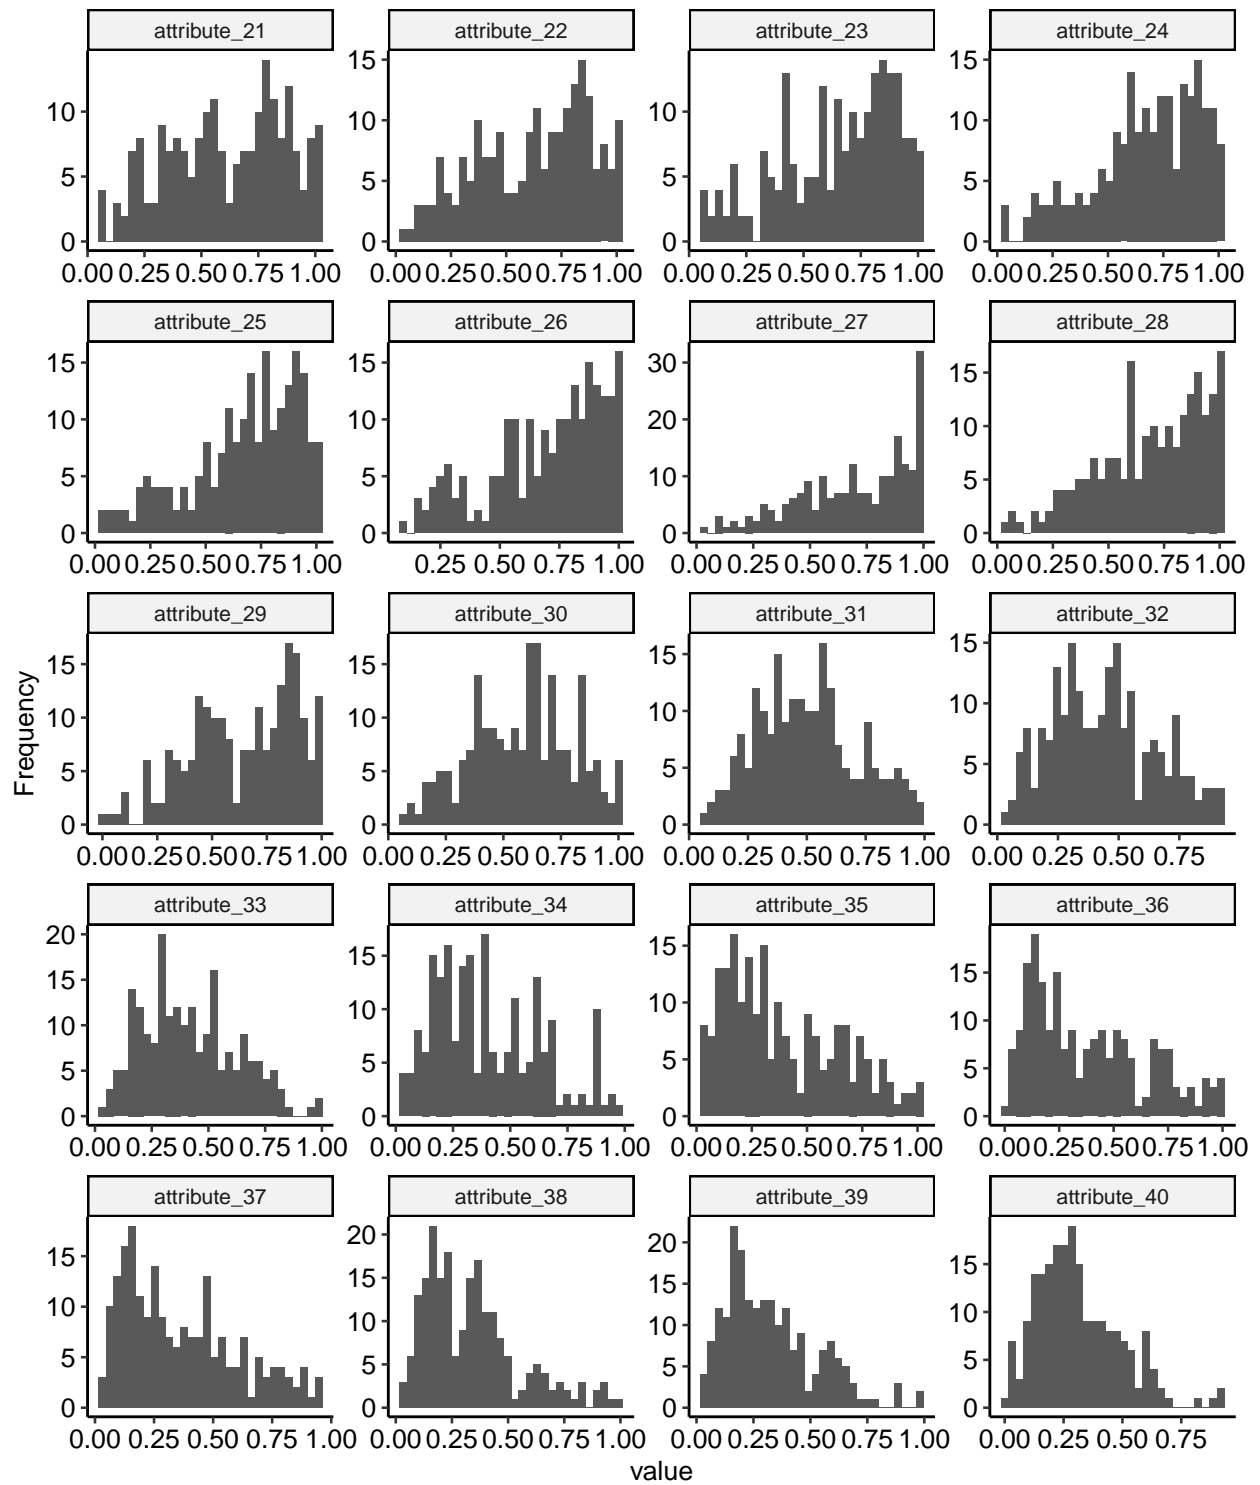 attribute_21 attribute_22 attribute_23 attribute_24
10 5 0 15 10 5 0 10 5 0 15 10 5 0
0.00 0.25 0.50 0.75 1.00 0.00 0.25 0.50 0.75 1.00 0.00 0.25 0.50 0.75 1.00 0.00 0.25 0.50 0.75 1.00
attribute_25 attribute_26 attribute_27 attribute_28
15 10 5 0 15 10 5 0 30 20 10 0 15 10 5 0
0.00 0.25 0.50 0.75 1.00 0.25 0.50 0.75 1.00 0.00 0.25 0.50 0.75 1.00 0.00 0.25 0.50 0.75 1.00
attribute_29 attribute_30 attribute_31 attribute_32
15 10 5 0 15 10 5 0 15 10 5 0 15 10 5 0
0.00 0.25 0.50 0.75 1.00 0.00 0.25 0.50 0.75 1.00 0.00 0.25 0.50 0.75 1.00 0.00 0.25 0.50 0.75
Frequency
attribute_33 attribute_34 attribute_35 attribute_36
20 15 10 5 0 15 10 5 0 15 10 5 0 15 10 5 0
0.00 0.25 0.50 0.75 1.00 0.00 0.25 0.50 0.75 1.00 0.00 0.25 0.50 0.75 1.00 0.00 0.25 0.50 0.75 1.00
attribute_37 attribute_38 attribute_39 attribute_40
15 10 5 0 20 15 10 5 0 20 15 10 5 0 15 10 5 0
0.00 0.25 0.50 0.75 1.00 0.00 0.25 0.50 0.75 1.00 0.00 0.25 0.50 0.75 1.00 0.00 0.25 0.50 0.75
value